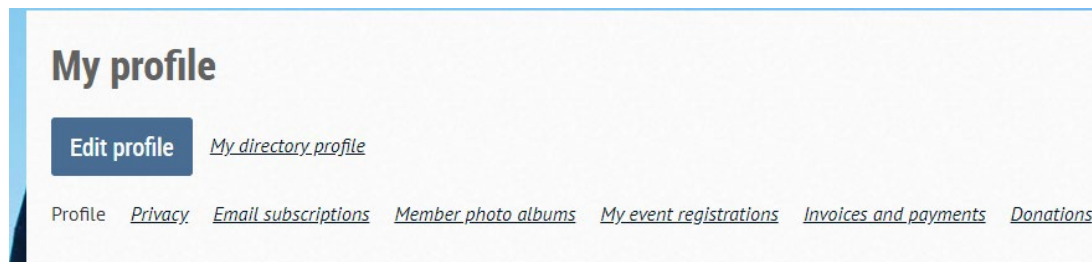 My profile
Edit profile My directory profile
Profile Privacy Email subscriptions Member photo albums My event registrations Invoices and payments Donations